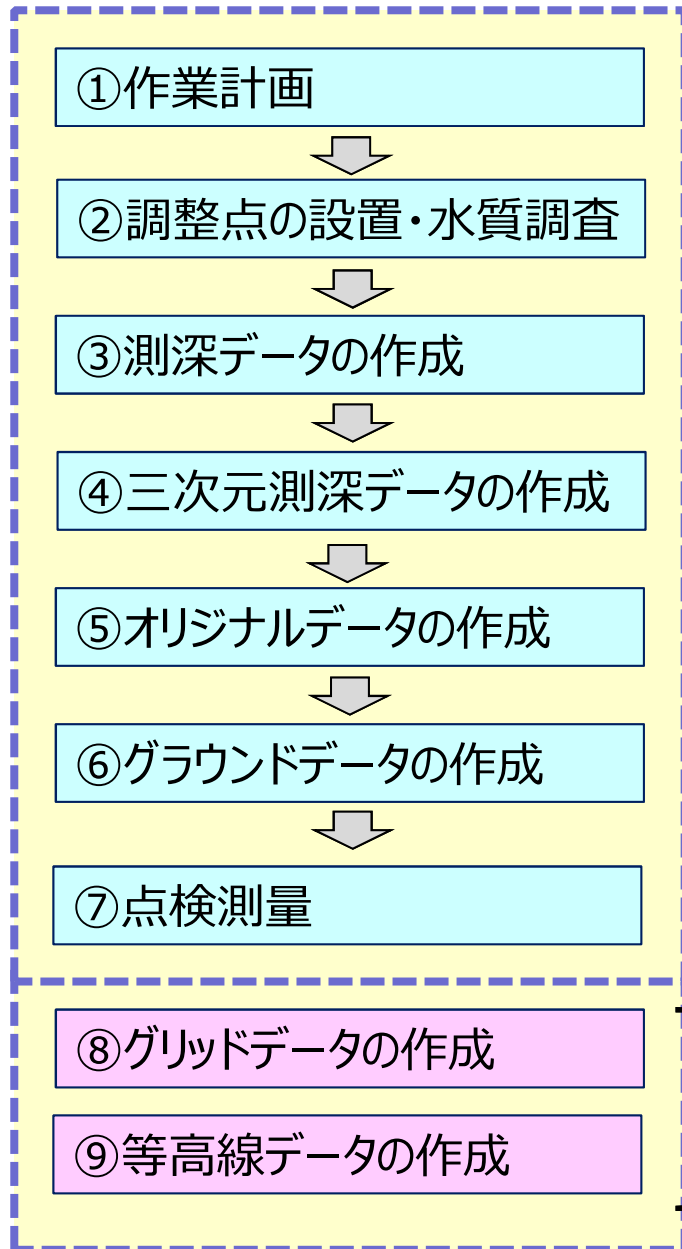 ①作業計画
②調整点の設置・水質調査
③測深データの作成
④三次元測深データの作成
⑤オリジナルデータの作成
⑥グラウンドデータの作成
⑦点検測量
⑧グリッドデータの作成
⑨等高線データの作成